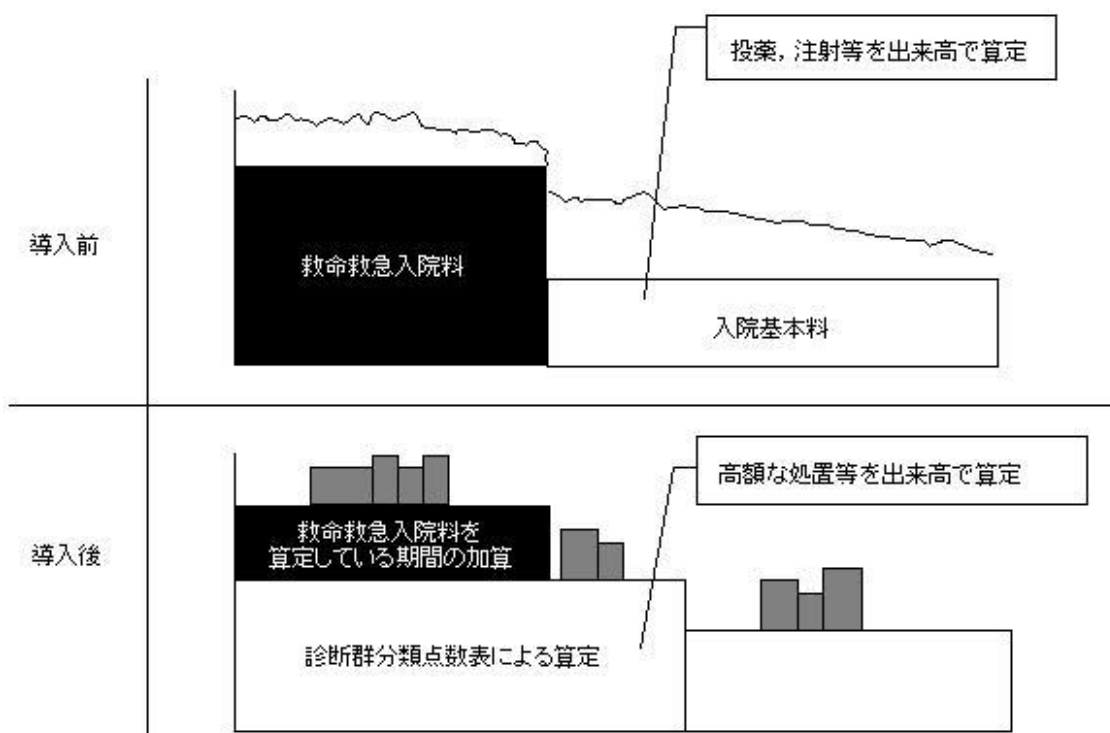 投薬，注射等を出来高で算定
導入前
救命救急入院料
入院基本料
高額な処置等を出来高で算定
導入後
救命救急入院料を
算定している期間の加算
診断群分類点数表による算定